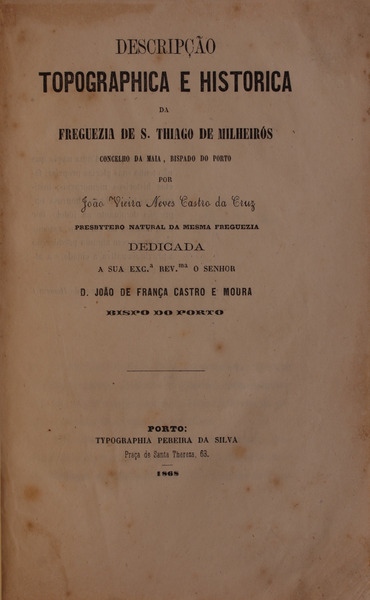 DESCRIPÇÃO
TOPOGRAPHICA E HISTORICA
DA
FREGUEZIA DE S. THIAGO DE MILHEIRÓS
CONCELHO DA MAIA, BISPADO DO PORTO
POR
João Vieira Neves Castro da Cruz
PRESBYTERO NATURAL DA MESMA FREGUEZIA
DEDICADA
A SUA EXC.ª REV.ma O SENHOR
D. JOÃO DE FRANÇA CASTRO E MOURA
BISPO DO PORTO
PORTO:
TYPOGRAPHIA PEREIRA DA SILVA
Praça de Santa Thereza, 63.
1868